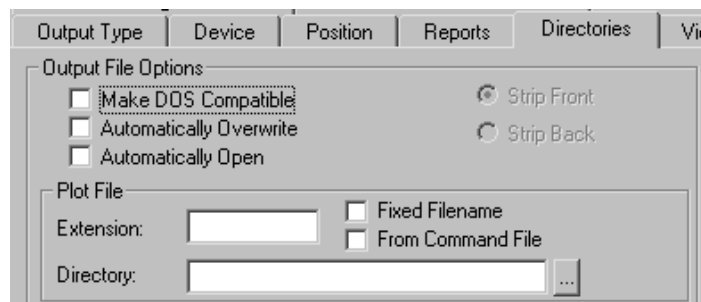 Output Type Device Position Reports Directories
Output File Options
Make DOS Compatible Strip Front
Automatically Overwrite Strip Back
Automatically Open
Plot File
Extension: Fixed Filename
From Command File
Directory: ...